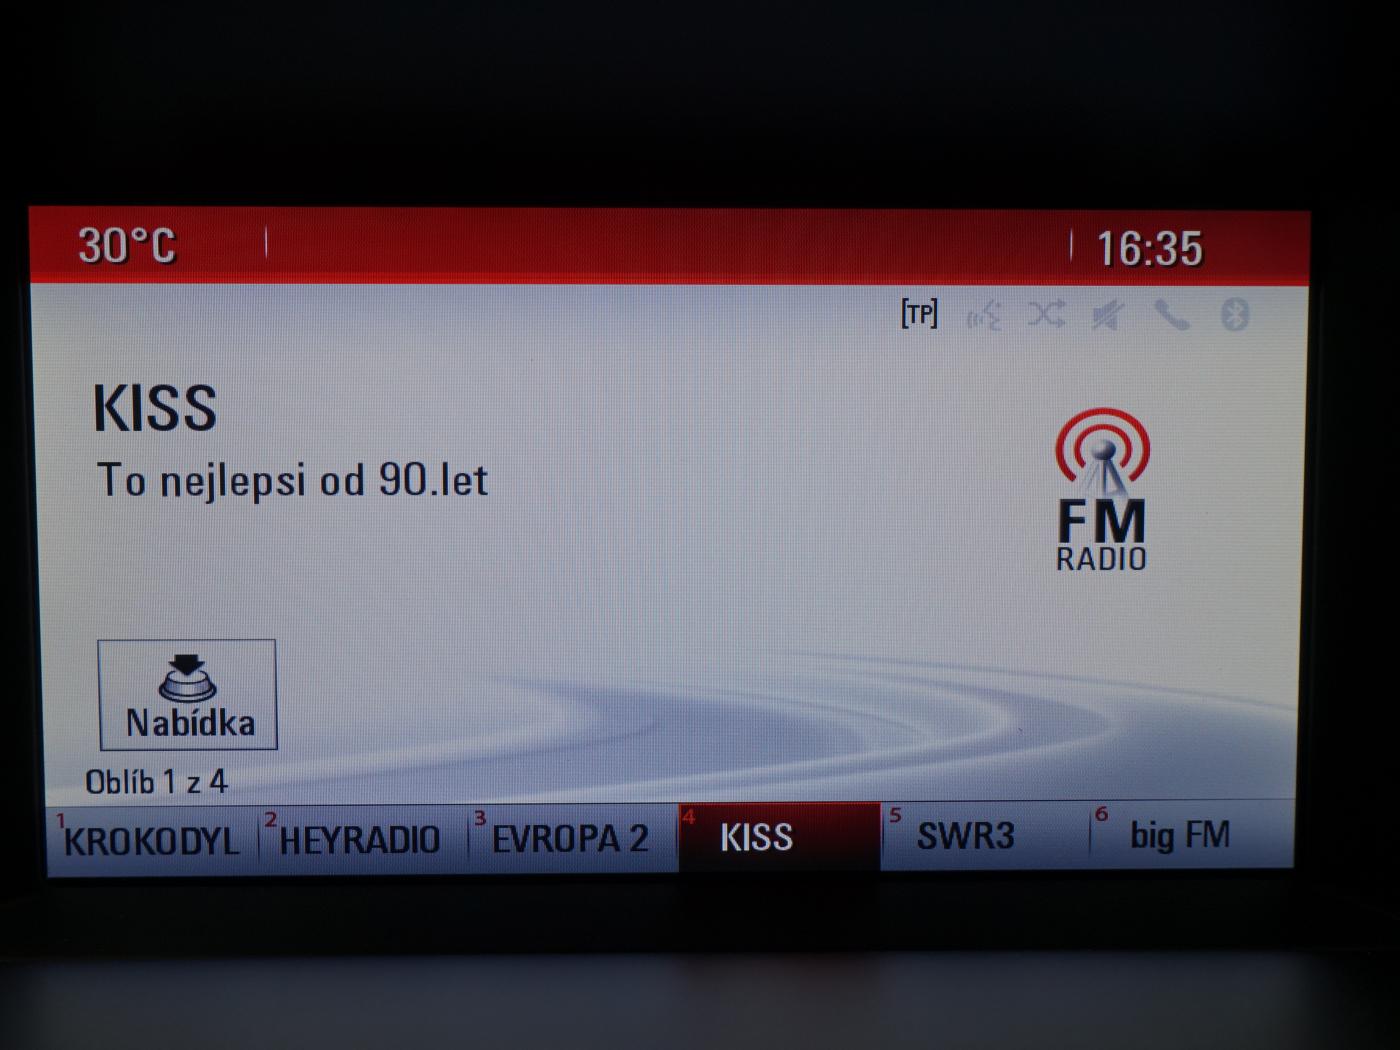 30°C
16:35
[TP]
KISS
To nejlepsi od 90.let
FM
RADIO
Nabídka
Oblíb 1 z 4
1 KROKODYL 2 HEYRADIO 3 EVROPA 2 4 KISS 5 SWR3 6 big FM